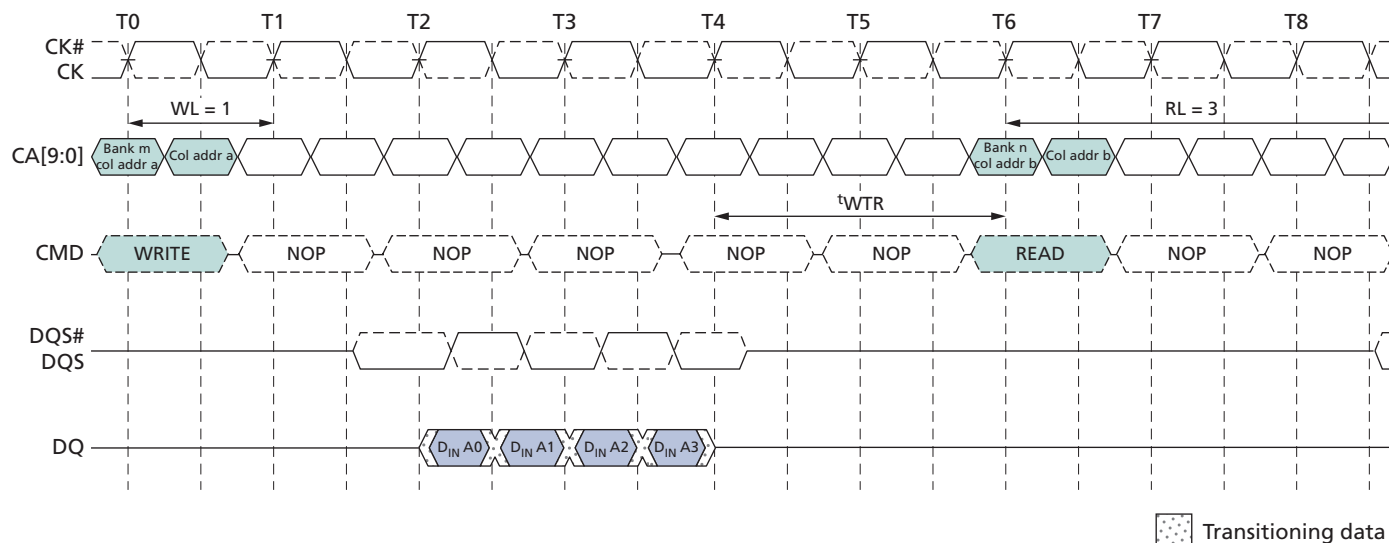 T0 T1 T2 T3 T4 T5 T6 T7 T8
CK#
CK
WL = 1 RL = 3
CA[9:0] Bank m col addr a Col addr a Bank n col addr b Col addr b
tWTR
CMD WRITE NOP NOP NOP NOP NOP READ NOP NOP
DQS#
DQS
DQ DIN A0 DIN A1 DIN A2 DIN A3
Transitioning data